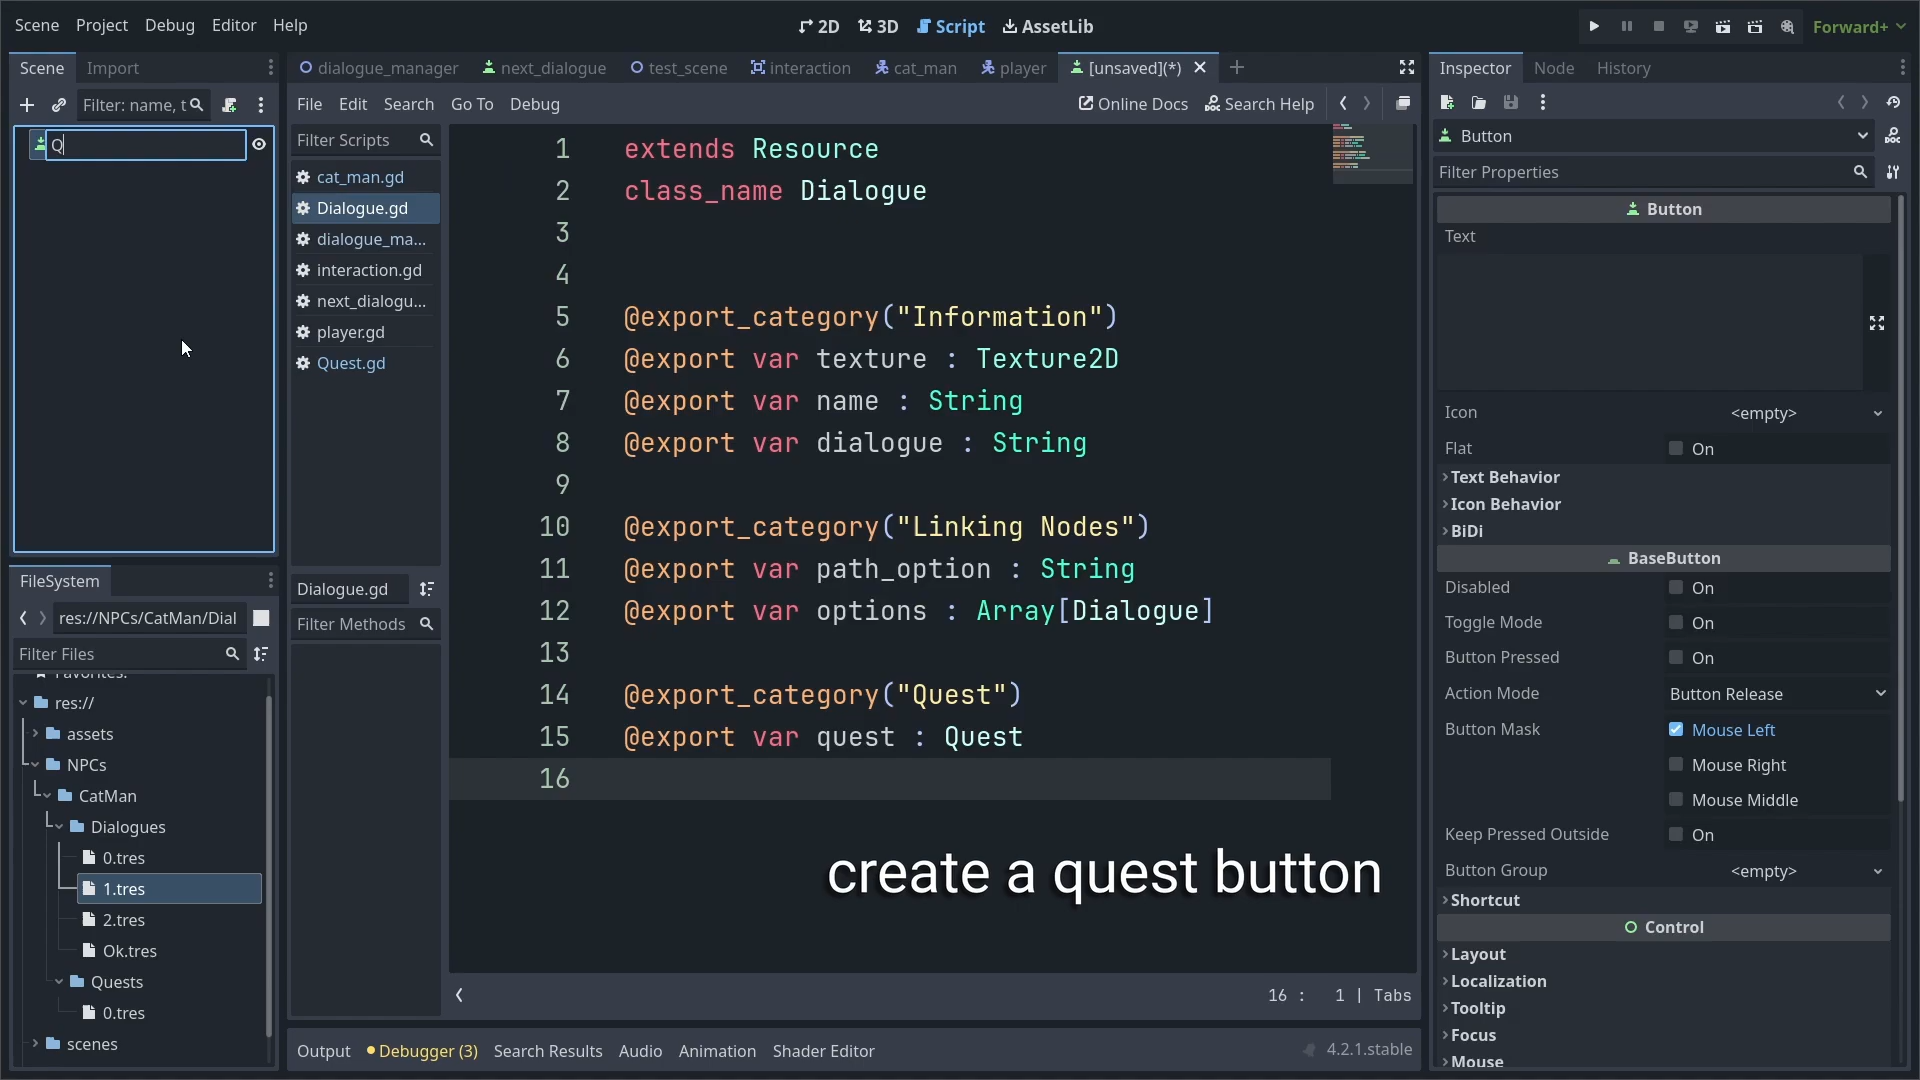 Scene Project Debug Editor Help
2D 3D Script AssetLib
Forward+
Scene Import
Filter: name, t
Q
dialogue_manager next_dialogue test_scene interaction cat_man player [unsaved](*)
File Edit Search Go To Debug
Online Docs Search Help
Filter Scripts
cat_man.gd
Dialogue.gd
dialogue_ma...
interaction.gd
next_dialogu...
player.gd
Quest.gd
Dialogue.gd
Filter Methods
1 extends Resource
2 class_name Dialogue
3
4
5 @export_category("Information")
6 @export var texture : Texture2D
7 @export var name : String
8 @export var dialogue : String
9
10 @export_category("Linking Nodes")
11 @export var path_option : String
12 @export var options : Array[Dialogue]
13
14 @export_category("Quest")
15 @export var quest : Quest
16
create a quest button
16 : 1 | Tabs
Output Debugger (3) Search Results Audio Animation Shader Editor
4.2.1.stable
FileSystem
res://NPCs/CatMan/Dial
Filter Files
Favorites:
res://
assets
NPCs
CatMan
Dialogues
0.tres
1.tres
2.tres
Ok.tres
Quests
0.tres
scenes
Inspector Node History
Button
Filter Properties
Button
Text
Icon <empty>
Flat On
Text Behavior
Icon Behavior
BiDi
BaseButton
Disabled On
Toggle Mode On
Button Pressed On
Action Mode Button Release
Button Mask Mouse Left
Mouse Right
Mouse Middle
Keep Pressed Outside On
Button Group <empty>
Shortcut
Control
Layout
Localization
Tooltip
Focus
Mouse